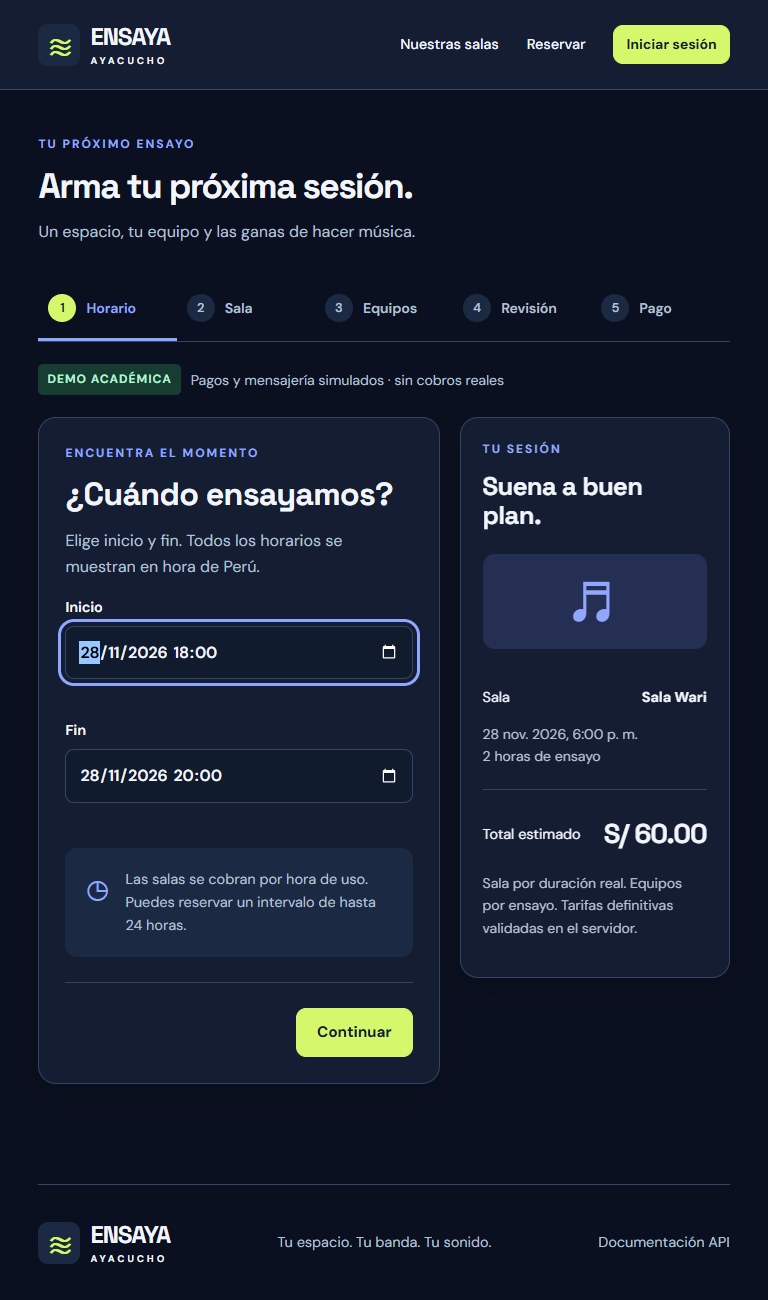 ENSAYA
AYACUCHO
Nuestras salas
Reservar
Iniciar sesión
TU PRÓXIMO ENSAYO
Arma tu próxima sesión.
Un espacio, tu equipo y las ganas de hacer música.
1 Horario
2 Sala
3 Equipos
4 Revisión
5 Pago
DEMO ACADÉMICA
Pagos y mensajería simulados · sin cobros reales
ENCUENTRA EL MOMENTO
¿Cuándo ensayamos?
Elige inicio y fin. Todos los horarios se
muestran en hora de Perú.
Inicio
28/11/2026 18:00
Fin
28/11/2026 20:00
Las salas se cobran por hora de uso.
Puedes reservar un intervalo de hasta
24 horas.
Continuar
TU SESIÓN
Suena a buen
plan.
Sala
Sala Wari
28 nov. 2026, 6:00 p. m.
2 horas de ensayo
Total estimado
S/ 60.00
Sala por duración real. Equipos
por ensayo. Tarifas definitivas
validadas en el servidor.
ENSAYA
AYACUCHO
Tu espacio. Tu banda. Tu sonido.
Documentación API